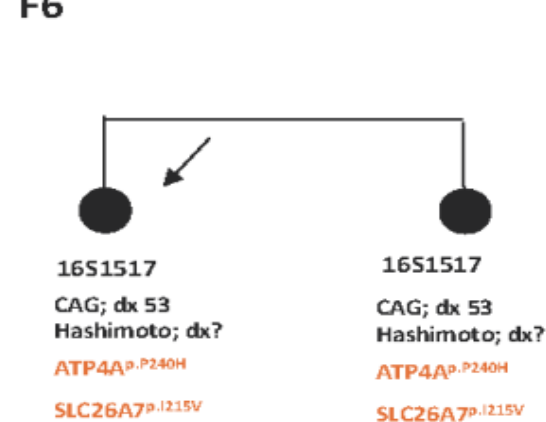 F6
16S1517
16S1517
CAG; dx 53
Hashimoto; dx?
ATP4Ap.P240H
SLC26A7p.I215V
CAG; dx 53
Hashimoto; dx?
ATP4Ap.P240H
SLC26A7p.I215V